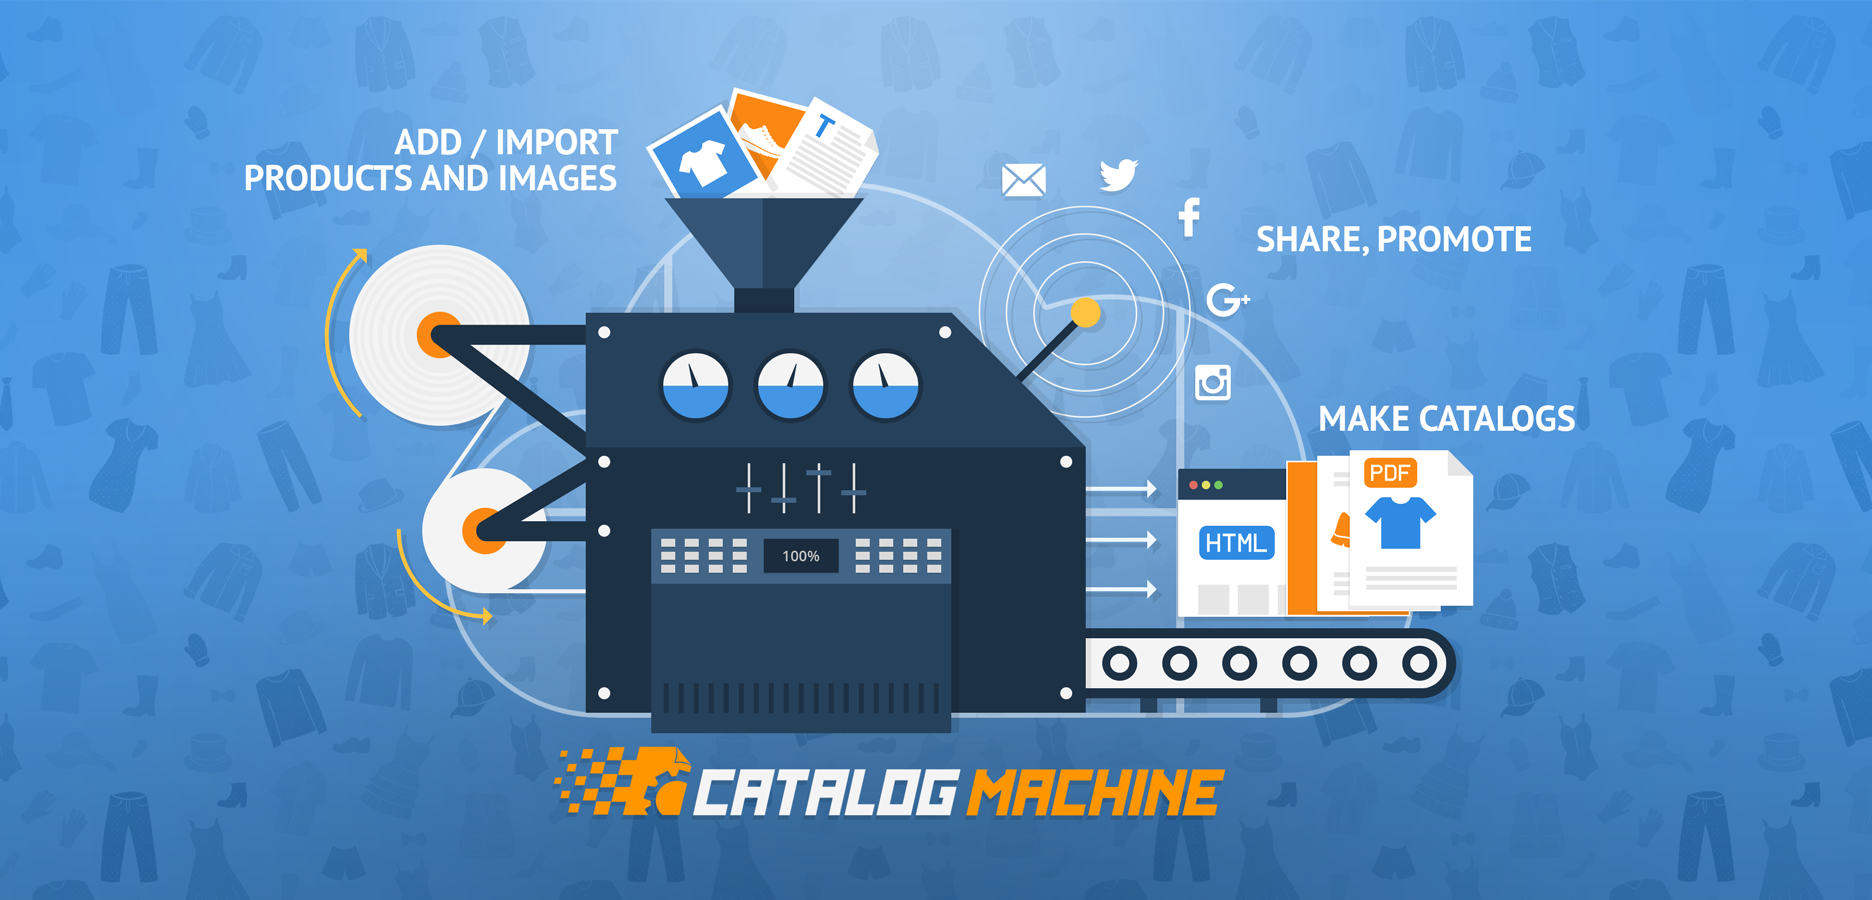 ADD / IMPORT
PRODUCTS AND IMAGES
T
SHARE, PROMOTE
G+
MAKE CATALOGS
PDF
HTML
100%
CATALOG MACHINE